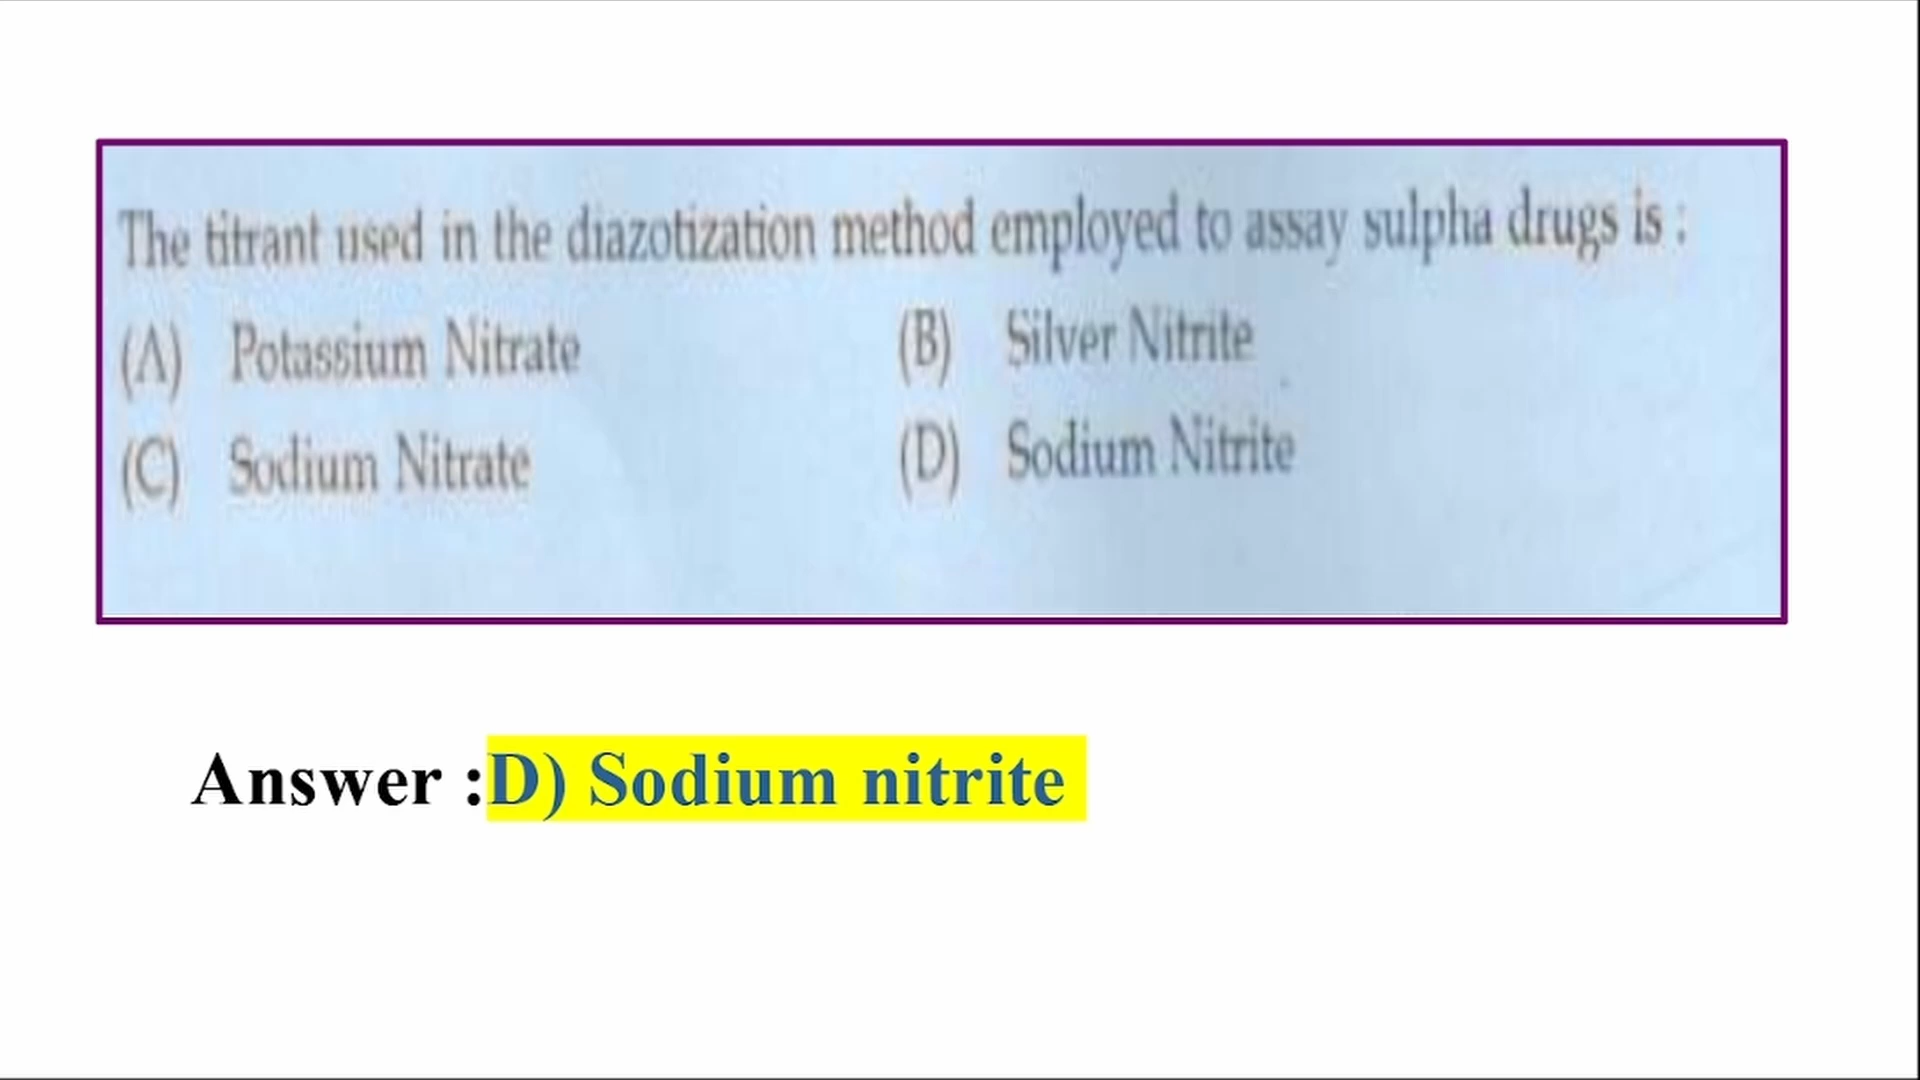 The titrant used in the diazotization method employed to assay sulpha drugs is :
(A) Potassium Nitrate (B) Silver Nitrite
(C) Sodium Nitrate (D) Sodium Nitrite
Answer :D) Sodium nitrite